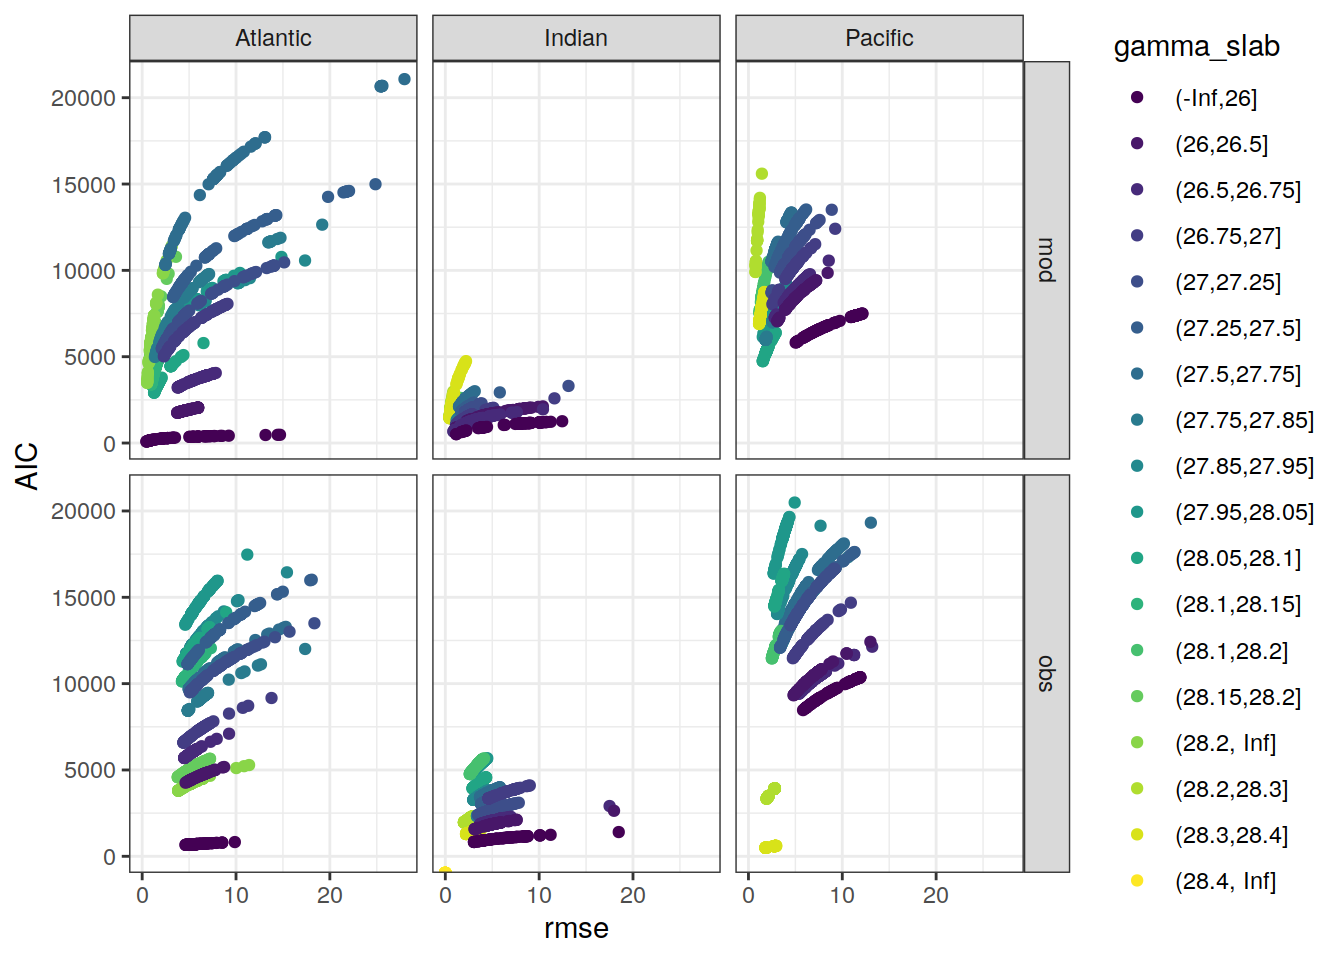 Atlantic Indian Pacific
gamma_slab
(-Inf,26]
(26,26.5]
(26.5,26.75]
(26.75,27]
(27,27.25]
(27.25,27.5]
(27.5,27.75]
(27.75,27.85]
(27.85,27.95]
(27.95,28.05]
(28.05,28.1]
(28.1,28.15]
(28.1,28.2]
(28.15,28.2]
(28.2, Inf]
(28.2,28.3]
(28.3,28.4]
(28.4, Inf]
20000
15000
10000
5000
0
mod
AIC
20000
15000
10000
5000
0
obs
0 10 20 0 10 20 0 10 20
rmse